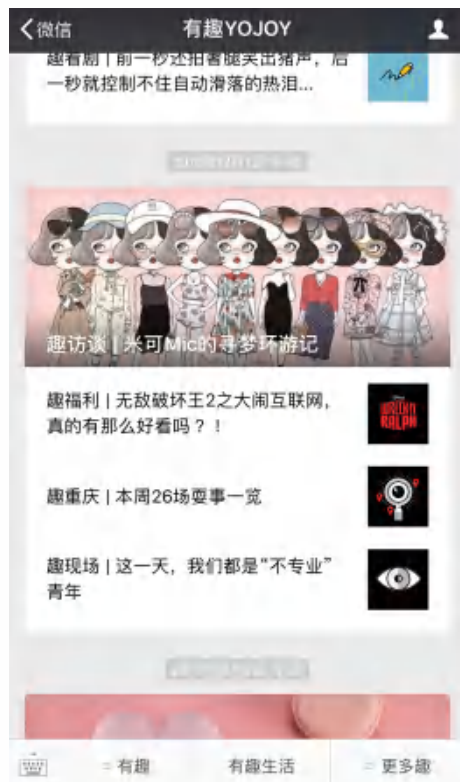 微信
有趣YOJOY
趣看剧 | 前一秒还拍着腿笑出猪声，后
一秒就控制不住自动滑落的热泪...
趣访谈 | 米可Mic的寻梦环游记
趣福利 | 无敌破坏王2之大闹互联网，
真的有那么好看吗？！
WRECK-IT
RALPH
趣重庆 | 本周26场耍事一览
趣现场 | 这一天，我们都是“不专业”
青年
有趣
有趣生活
更多趣